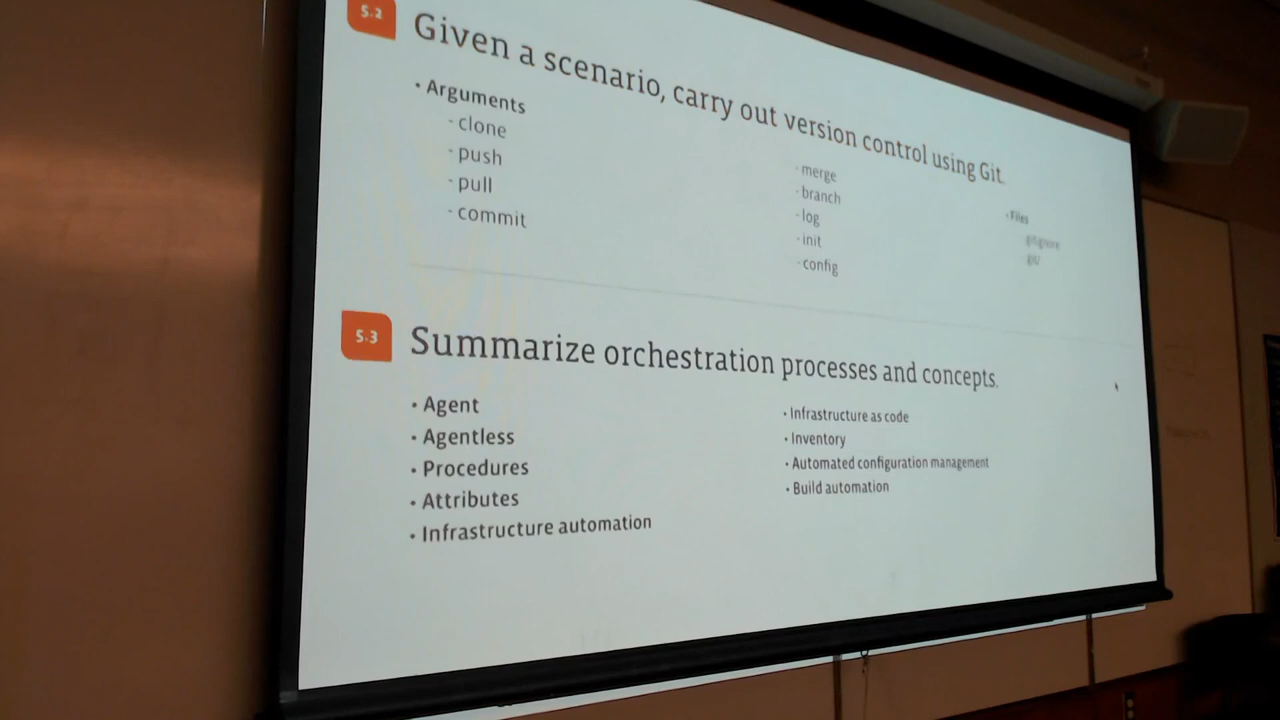 5.2
Given a scenario, carry out version control using Git.
• Arguments
- clone
- push
- pull
- commit
- merge
- branch
- log
- init
- config
• Files
5.3
Summarize orchestration processes and concepts.
• Agent
• Agentless
• Procedures
• Attributes
• Infrastructure automation
• Infrastructure as code
• Inventory
• Automated configuration management
• Build automation